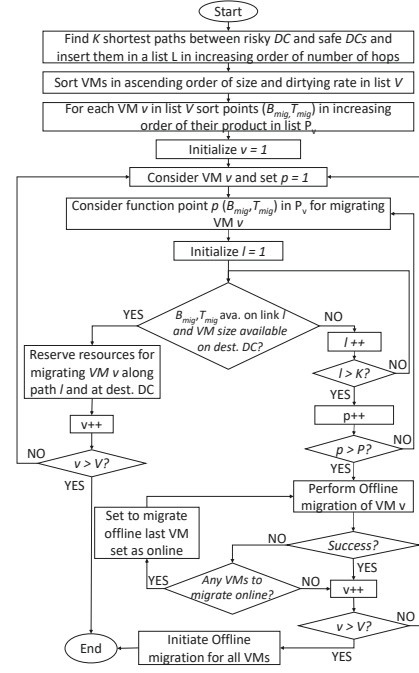 Start
Find K shortest paths between risky DC and safe DCs and
insert them in a list L in increasing order of number of hops
Sort VMs in ascending order of size and dirtying rate in list V
For each VM v in list V sort points (Bmig,Tmig) in increasing
order of their product in list Pv
Initialize v = 1
Consider VM v and set p = 1
Consider function point p (Bmig,Tmig) in Pv for migrating
VM v
Initialize l = 1
Bmig,Tmig ava. on link l
and VM size available
on dest. DC?
YES
NO
Reserve resources for
migrating VM v along
path l and at dest. DC
l ++
l > K?
NO
YES
v++
p++
v > V?
NO
YES
p > P?
NO
YES
Perform Offline
migration of VM v
Set to migrate
offline last VM
set as online
Success?
NO
YES
Any VMs to
migrate online?
YES
NO
v++
v > V?
NO
YES
Initiate Offline
migration for all VMs
End